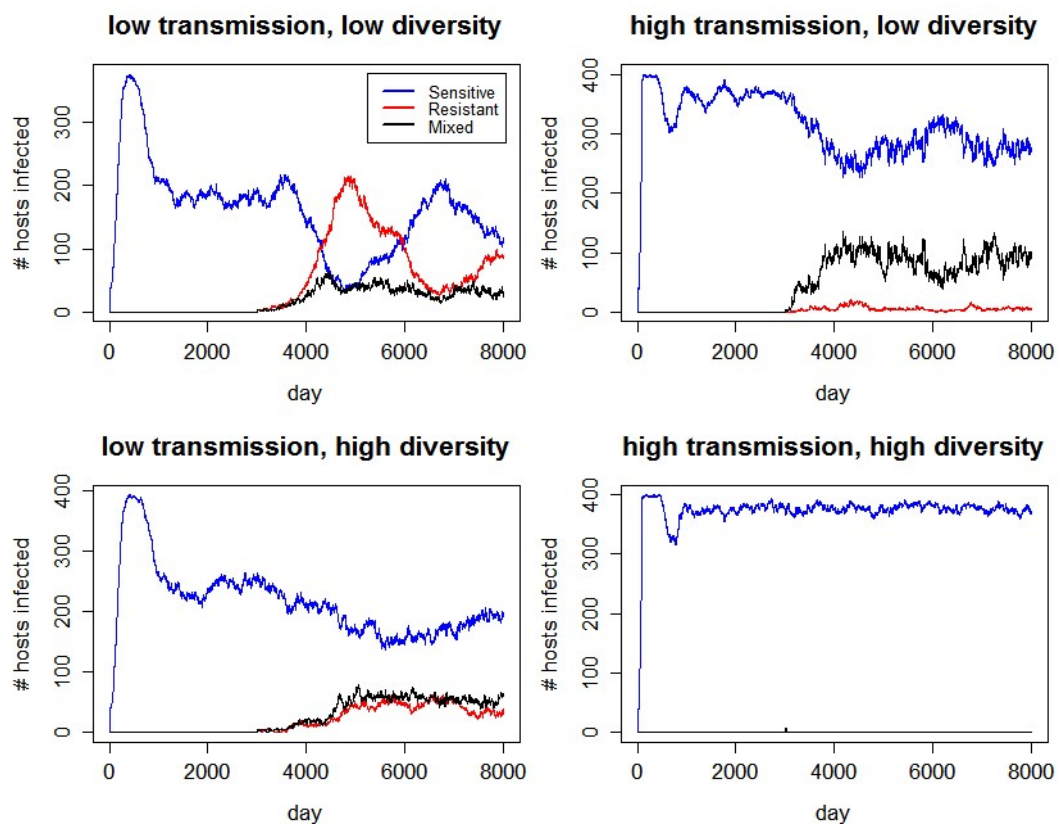 low transmission, low diversity
# hosts infected
300
200
100
0
Sensitive
Resistant
Mixed
0 2000 4000 6000 8000
day
high transmission, low diversity
# hosts infected
400
300
200
100
0
0 2000 4000 6000 8000
day
low transmission, high diversity
# hosts infected
400
300
200
100
0
0 2000 4000 6000 8000
day
high transmission, high diversity
# hosts infected
400
300
200
100
0
0 2000 4000 6000 8000
day